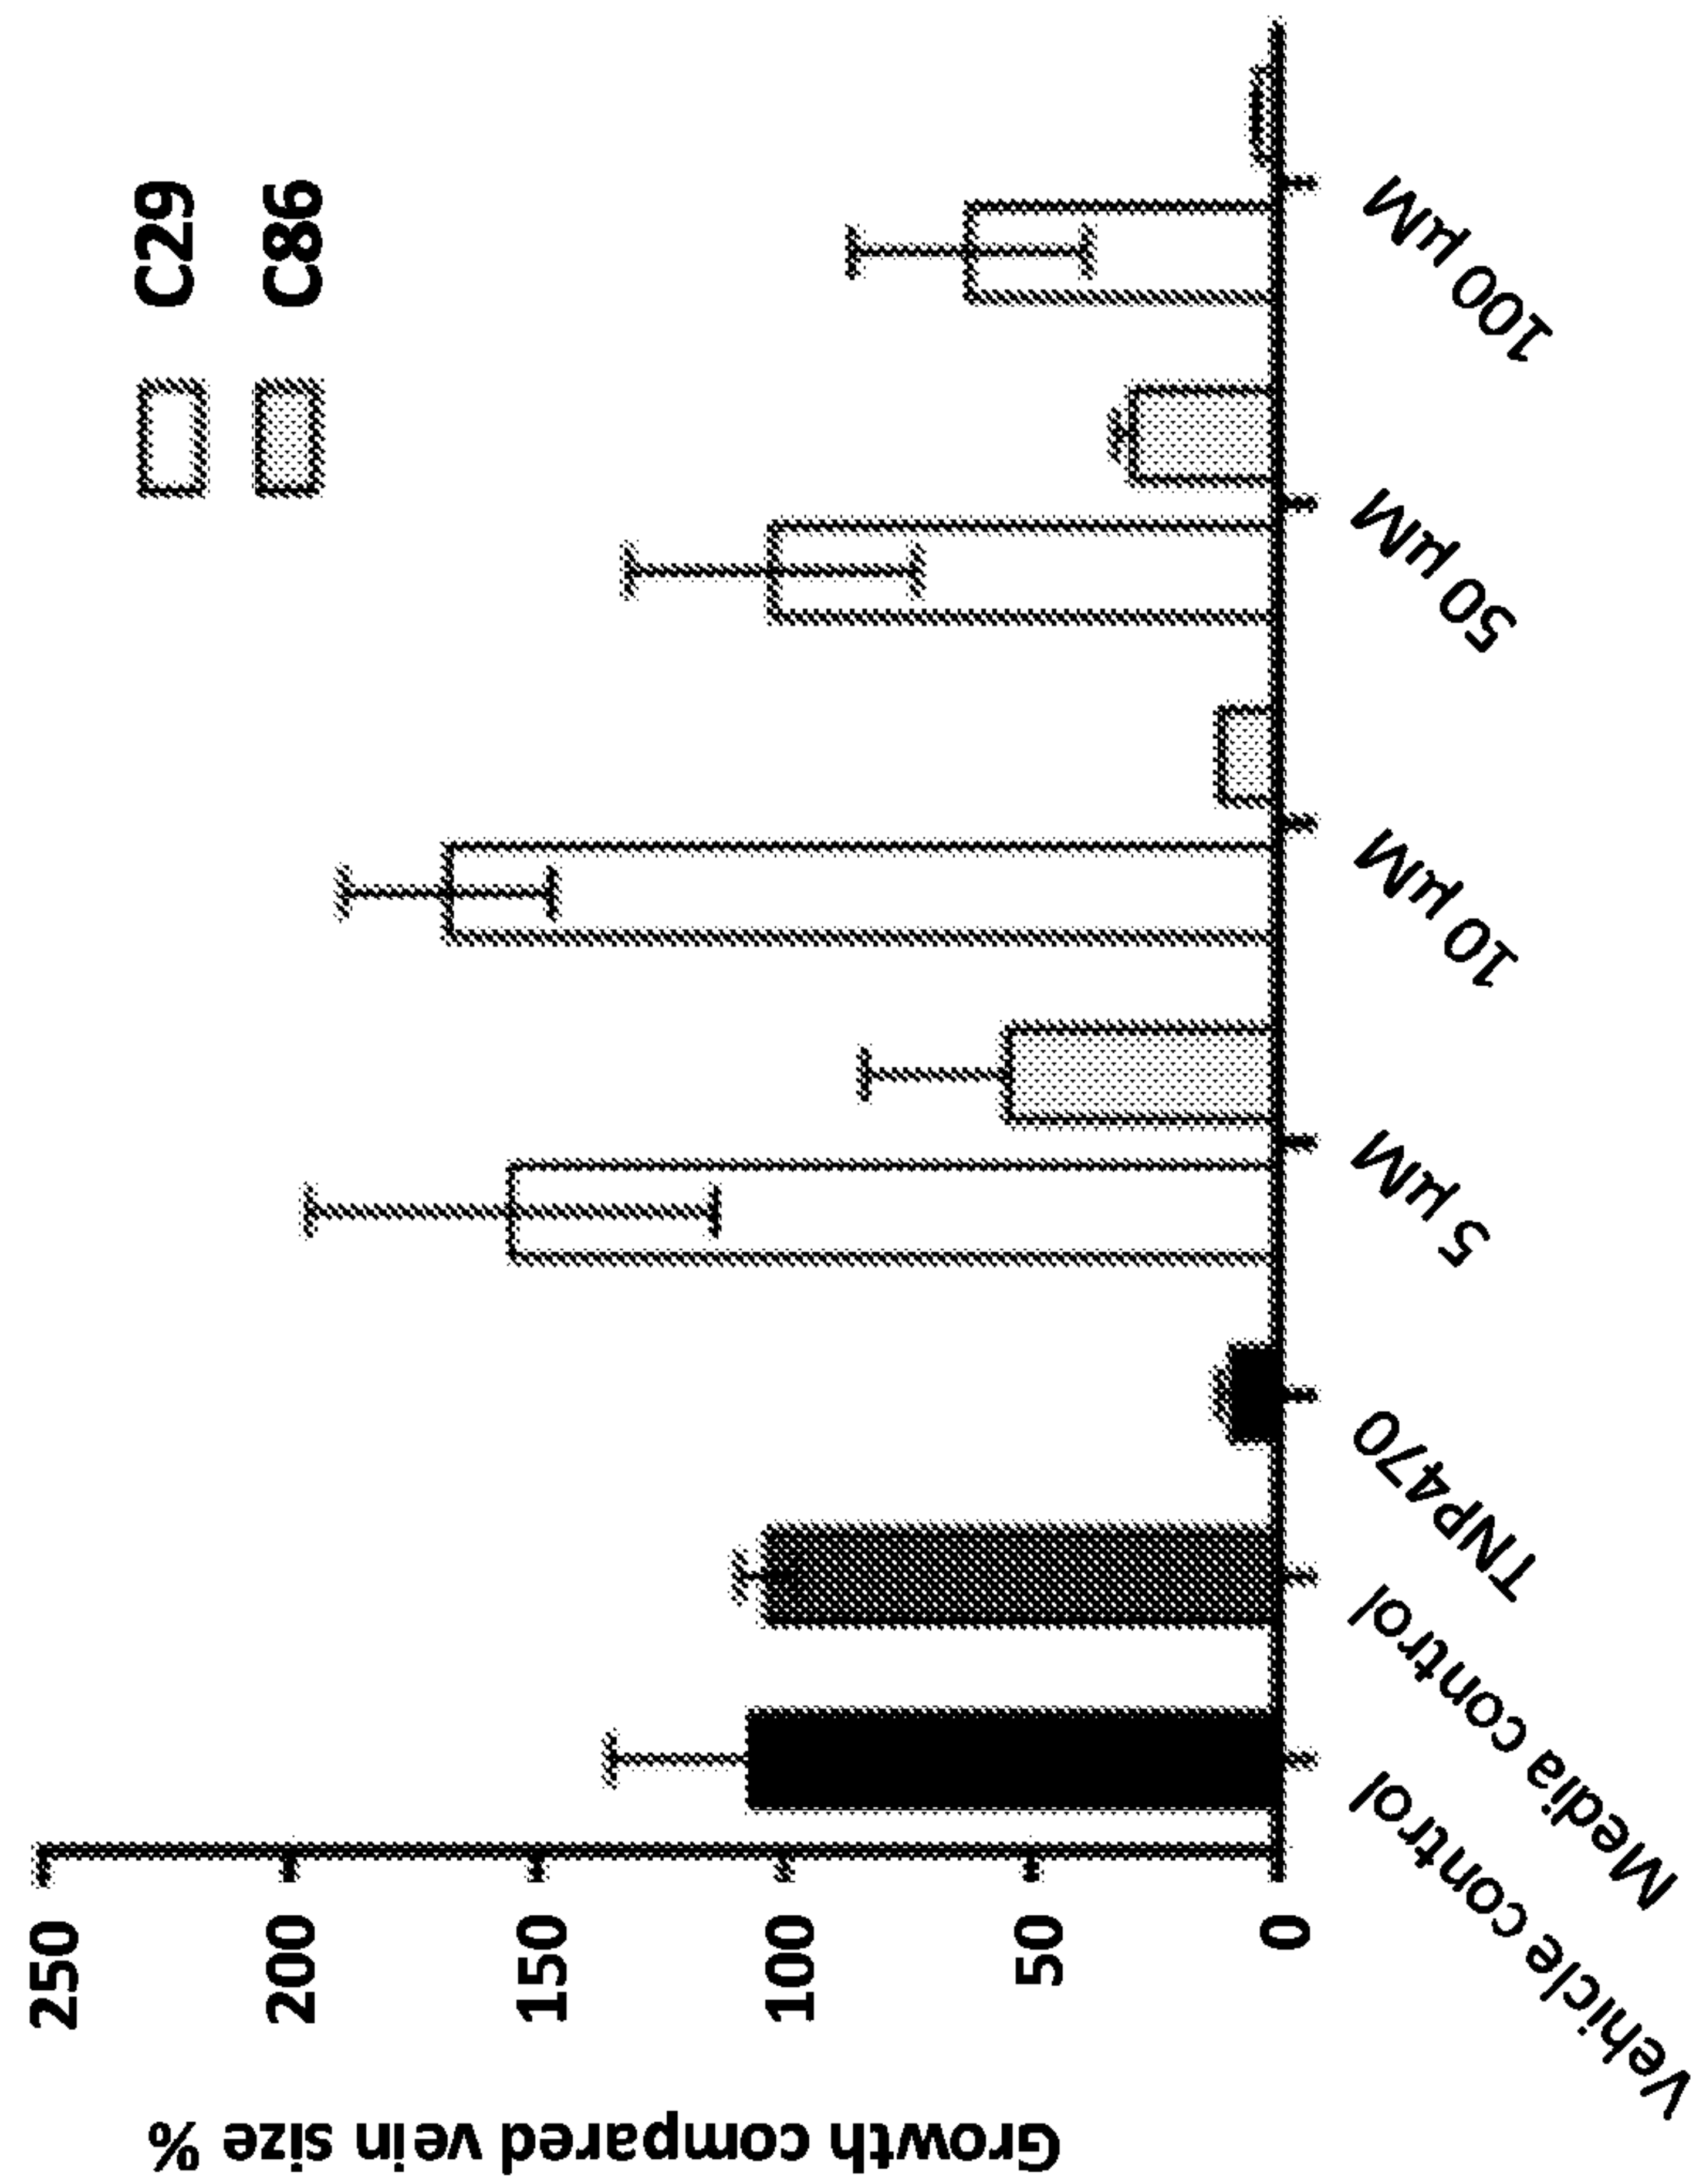 Growth compared vein size %
250
200
150
100
50
0
C29
C86
Vehicle control
Media control
TNP470
5 µM
10 µM
50 µM
100 µM